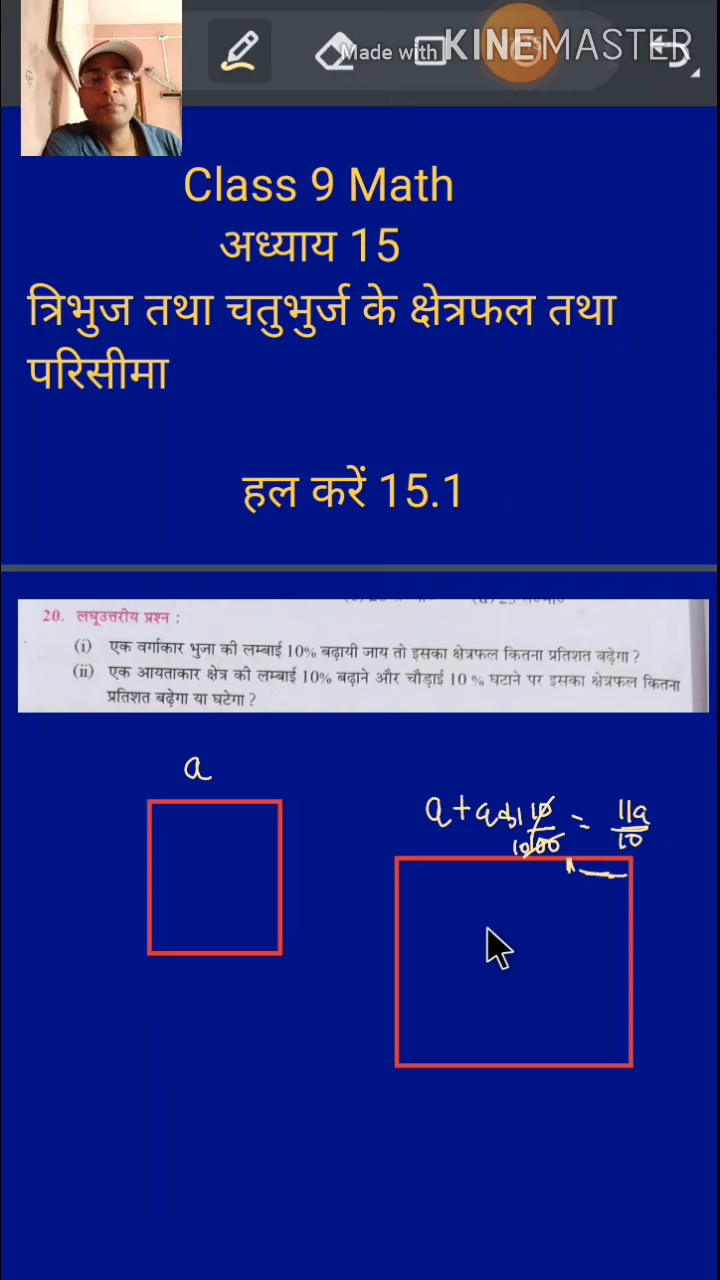 Made with KINEMASTER
Class 9 Math
अध्याय 15
त्रिभुज तथा चतुभुर्ज के क्षेत्रफल तथा
परिसीमा
हल करें 15.1
20. लघूउत्तरीय प्रश्न :
(i) एक वर्गाकार भुजा की लम्बाई 10% बढ़ायी जाय तो इसका क्षेत्रफल कितना प्रतिशत बढ़ेगा ?
(ii) एक आयताकार क्षेत्र की लम्बाई 10% बढ़ाने और चौड़ाई 10 % घटाने पर इसका क्षेत्रफल कितना
प्रतिशत बढ़ेगा या घटेगा ?
a
a + a का 10/100 = 11a/10